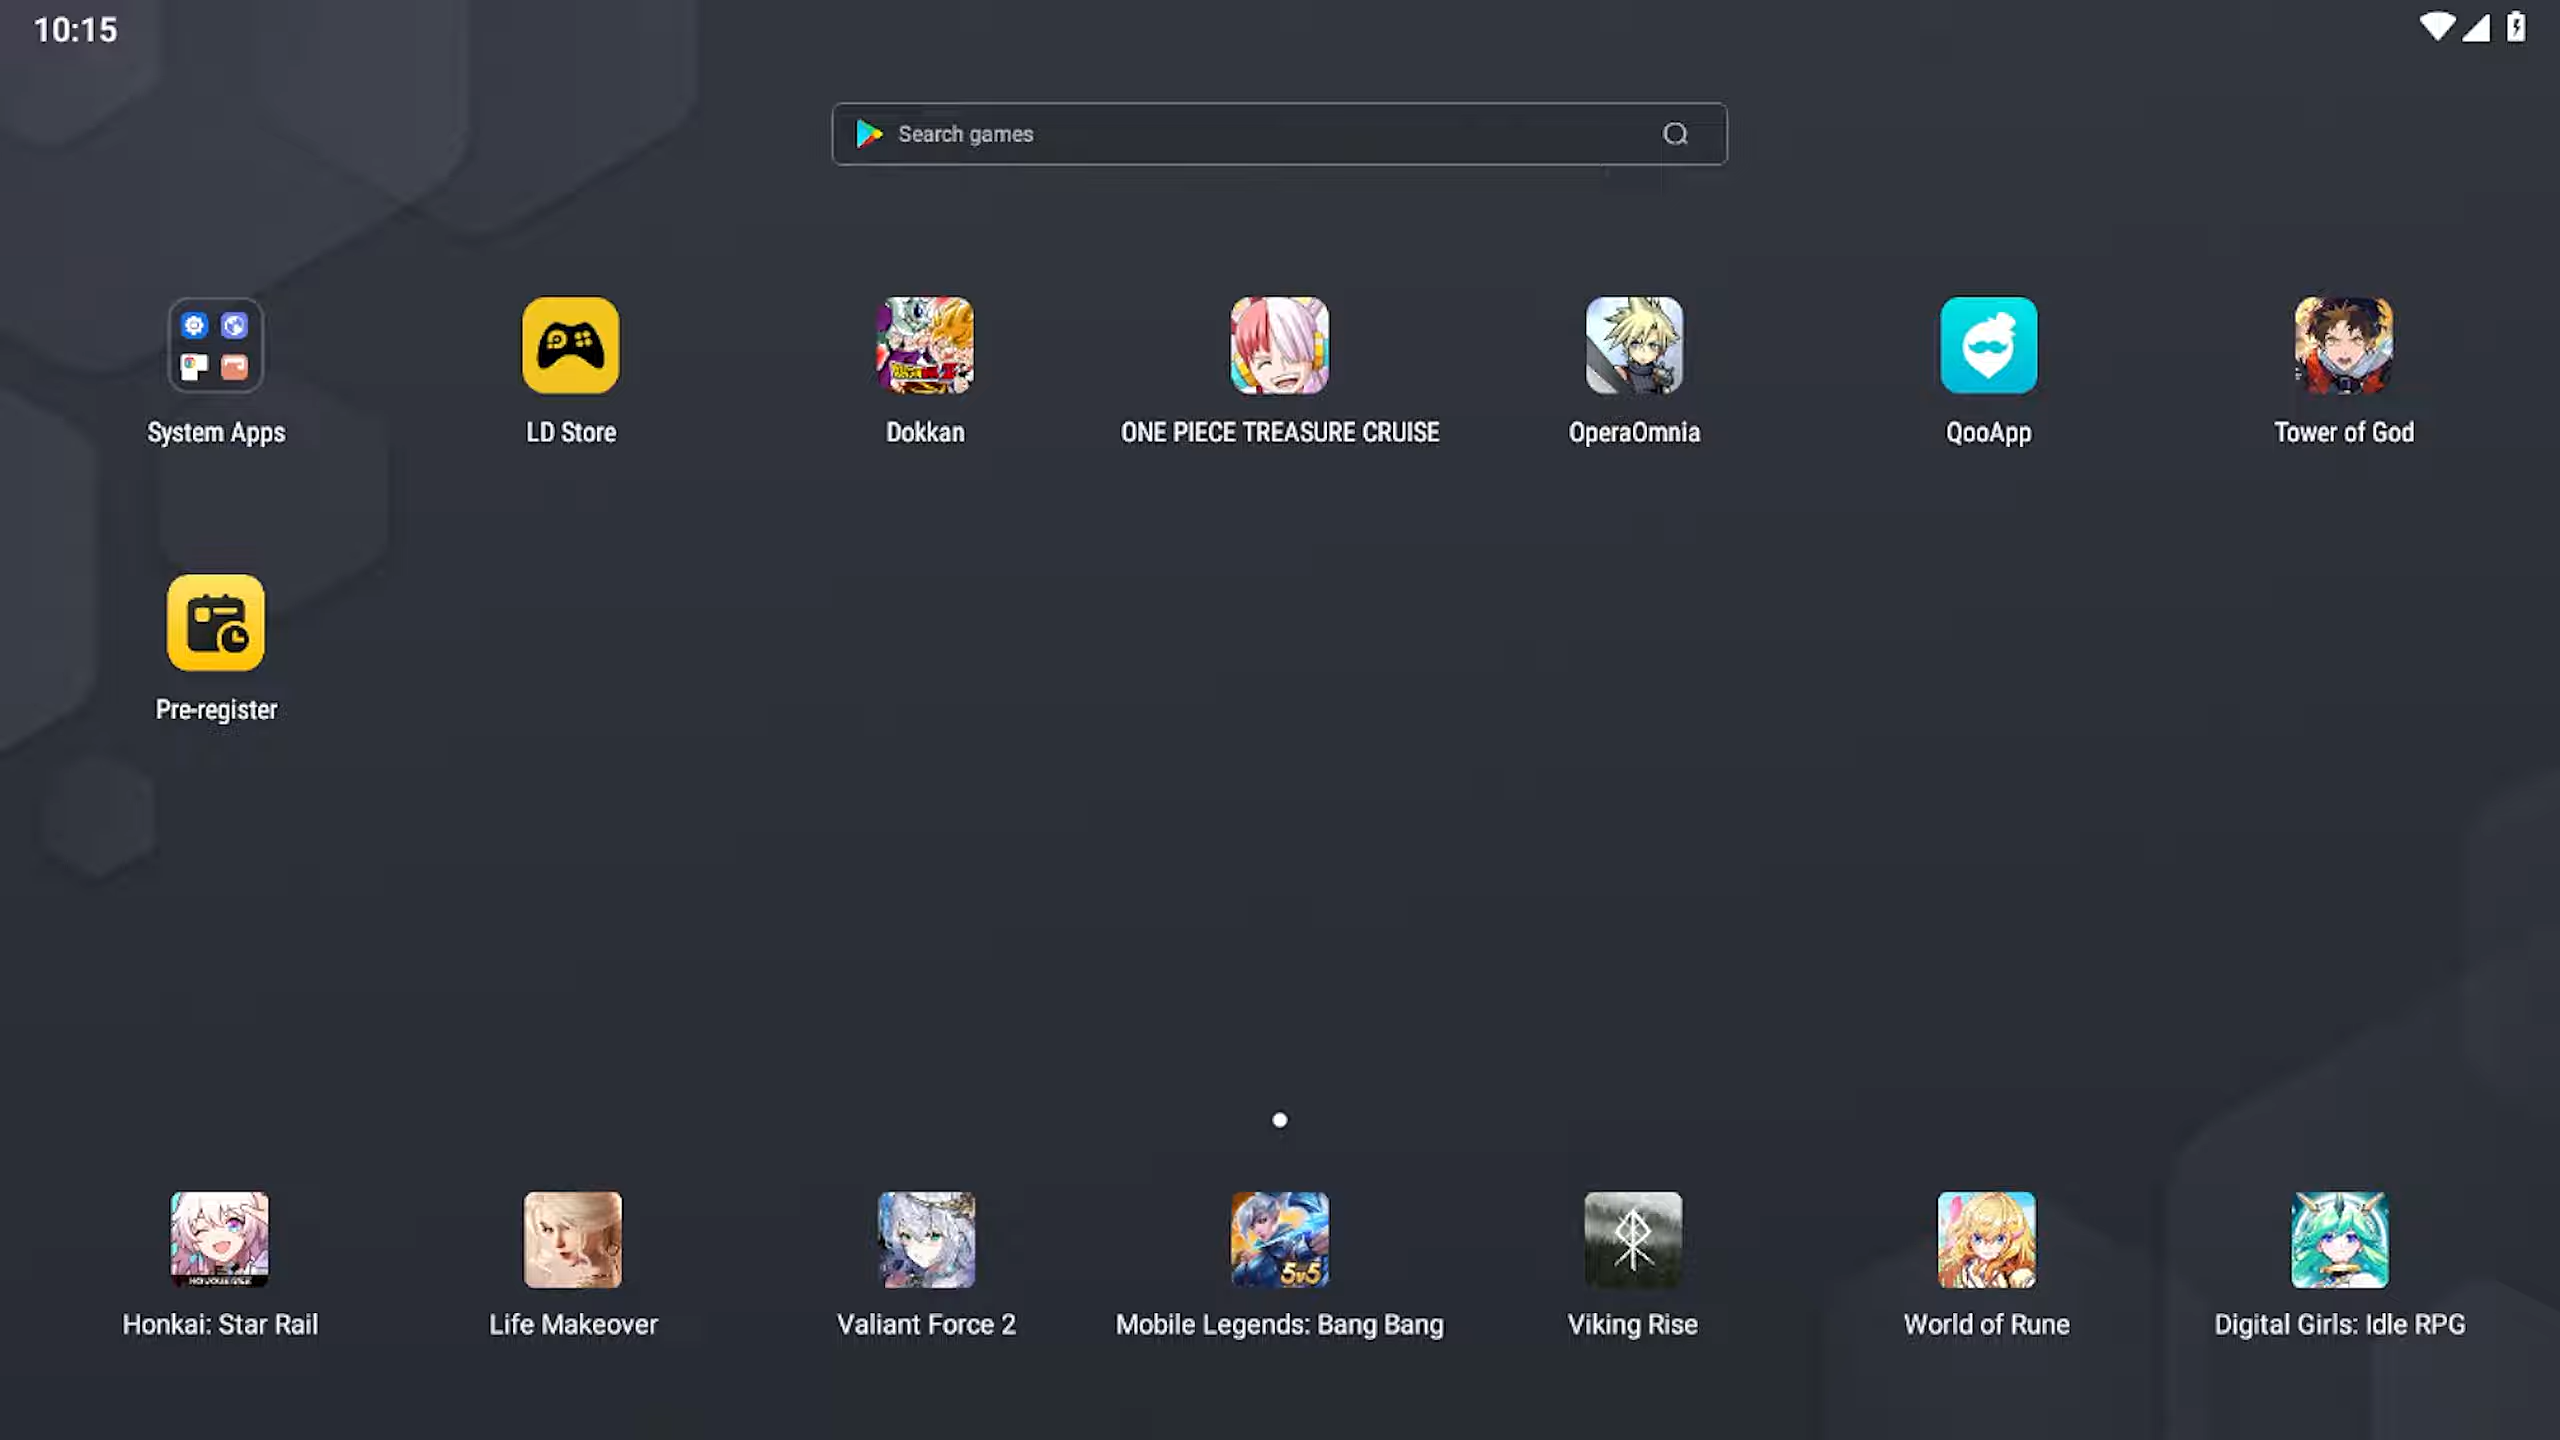 10:15
Search games
System Apps
LD Store
Dokkan
ONE PIECE TREASURE CRUISE
OperaOmnia
QooApp
Tower of God
Pre-register
5v5
Honkai: Star Rail
Life Makeover
Valiant Force 2
Mobile Legends: Bang Bang
Viking Rise
World of Rune
Digital Girls: Idle RPG